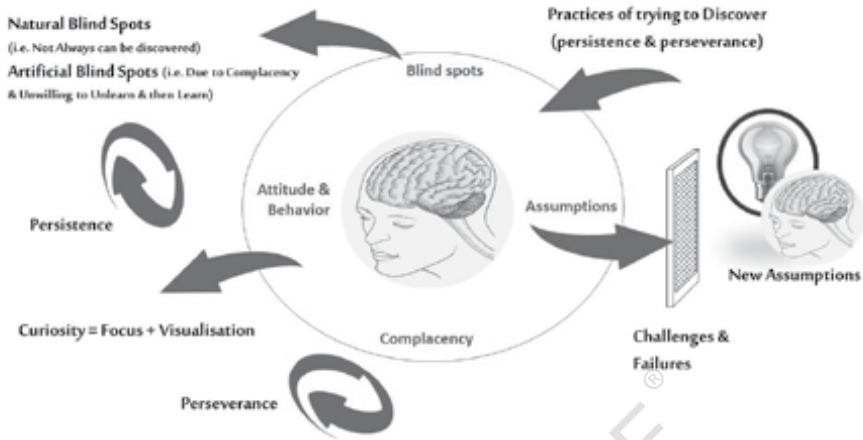 Natural Blind Spots
(i.e. Not Always can be discovered)
Artificial Blind Spots (i.e. Due to Complacency
& Unwilling to Unlearn & then Learn)
Practices of trying to Discover
(persistence & perseverance)
Blind spots
Attitude &
Behavior
Assumptions
Persistence
New Assumptions
Curiosity = Focus + Visualisation
Complacency
Challenges &
Failures
Perseverance
E®